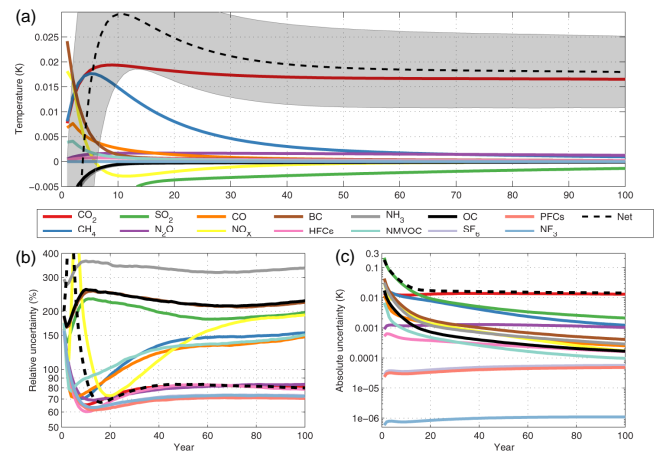 (a)
0.025
0.02
0.015
0.01
0.005
0
−0.005
Temperature (K)
0 10 20 30 40 50 60 70 80 90 100
CO2 SO2 CO BC NH3 OC PFCs Net
CH4 N2O NOX HFCs NMVOC SF6 NF3
(b)
400
300
200
150
100
90
80
70
60
50
Relative uncertainty (%)
0 20 40 60 80 100
Year
(c)
0.3
0.1
0.01
0.001
0.0001
1e−05
1e−06
Absolute uncertainty (K)
0 20 40 60 80 100
Year